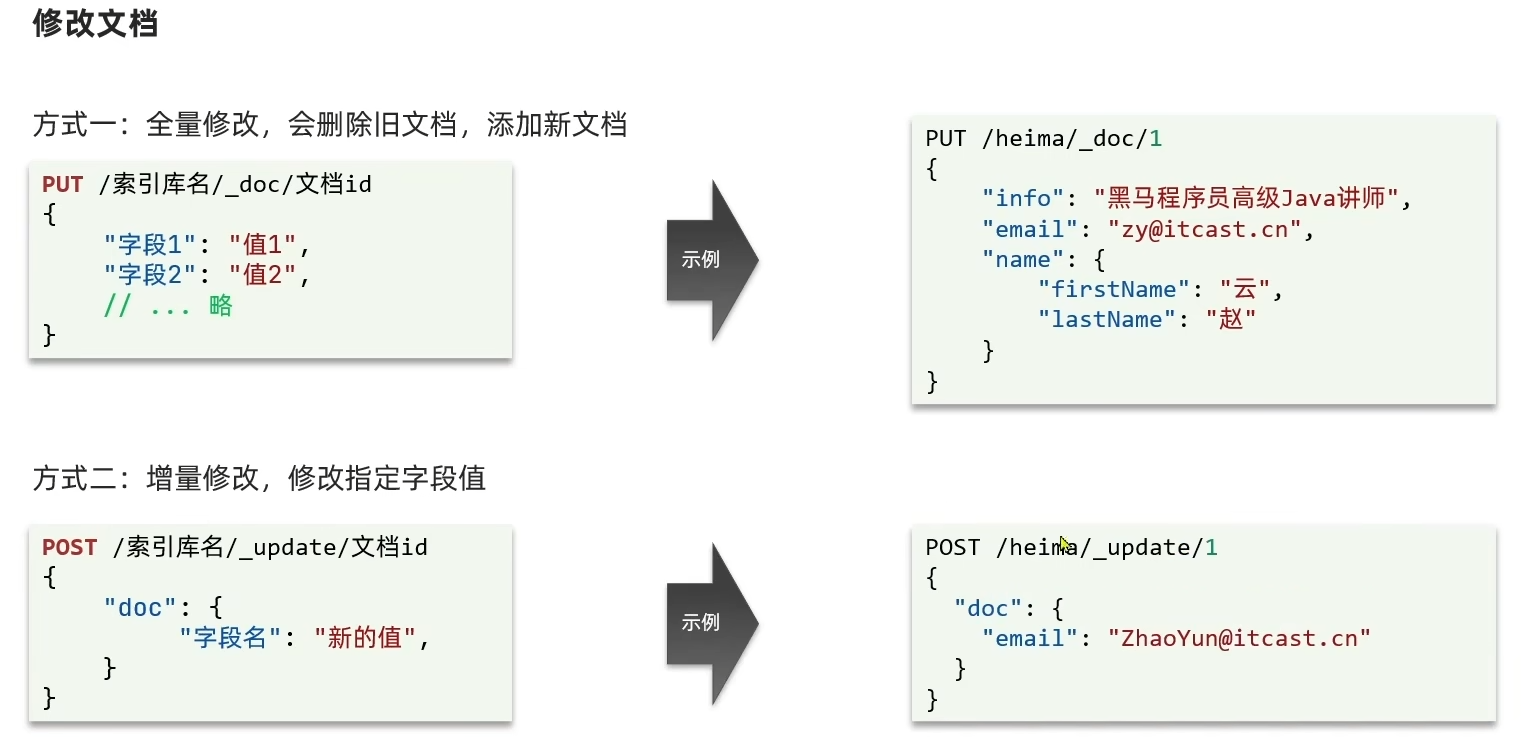 修改文档
方式一：全量修改，会删除旧文档，添加新文档
PUT /索引库名/_doc/文档id
{
    "字段1": "值1",
    "字段2": "值2",
    // ... 略
}
示例
PUT /heima/_doc/1
{
    "info": "黑马程序员高级Java讲师",
    "email": "zy@itcast.cn",
    "name": {
        "firstName": "云",
        "lastName": "赵"
    }
}
方式二：增量修改，修改指定字段值
POST /索引库名/_update/文档id
{
    "doc": {
         "字段名": "新的值",
    }
}
示例
POST /heima/_update/1
{
  "doc": {
    "email": "ZhaoYun@itcast.cn"
  }
}